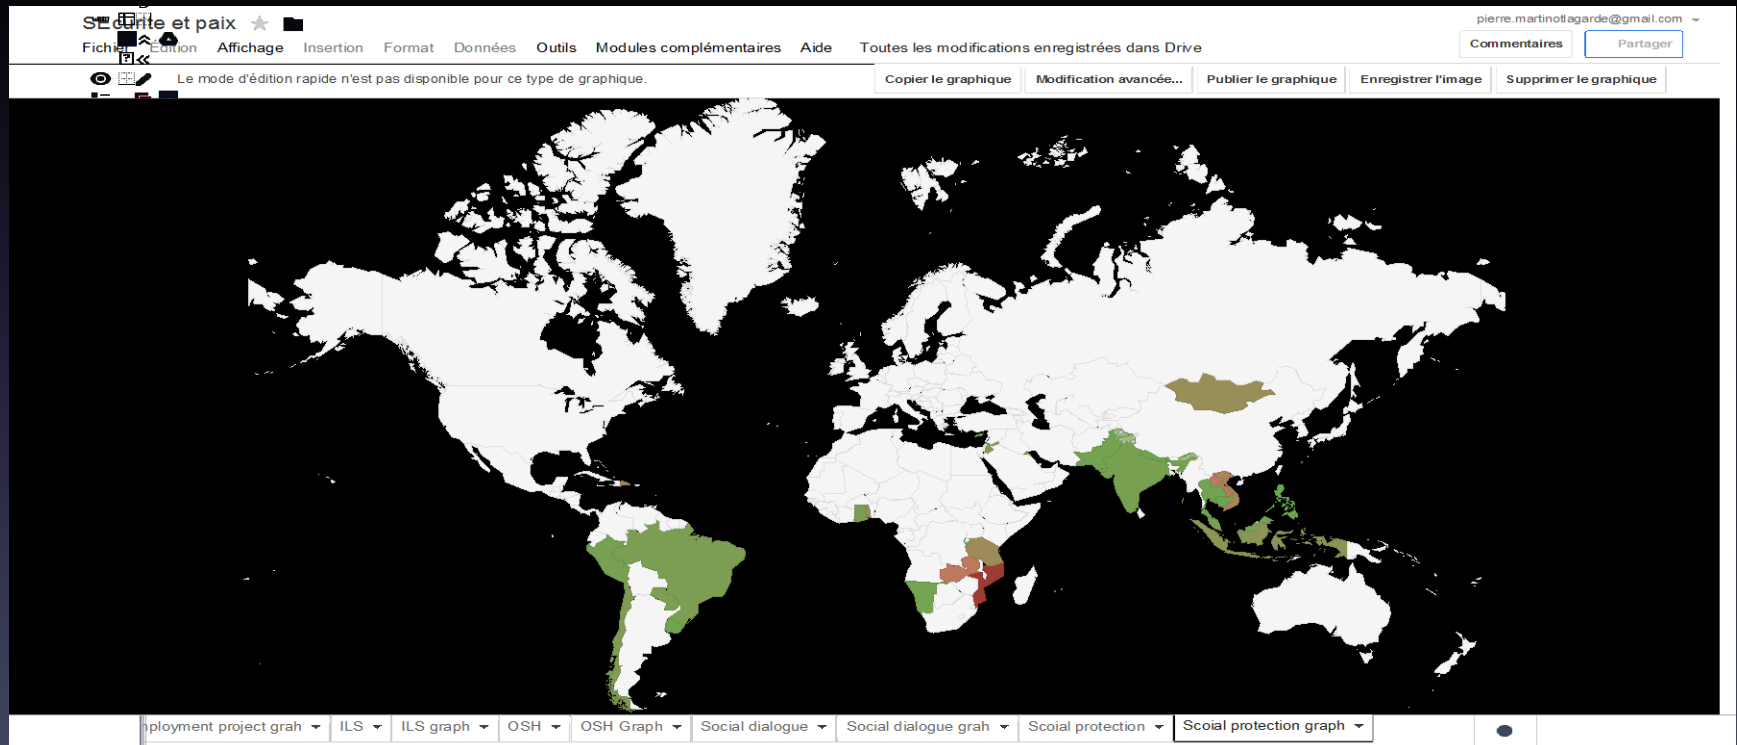 SEcurite et paix
pierre.martinotlagarde@gmail.com
Fichier Édition Affichage Insertion Format Données Outils Modules complémentaires Aide Toutes les modifications enregistrées dans Drive
Commentaires Partager
Le mode d'édition rapide n'est pas disponible pour ce type de graphique.
Copier le graphique Modification avancée... Publier le graphique Enregistrer l'image Supprimer le graphique
ployment project grah ILS ILS graph OSH OSH Graph Social dialogue Social dialogue grah Scoial protection Scoial protection graph